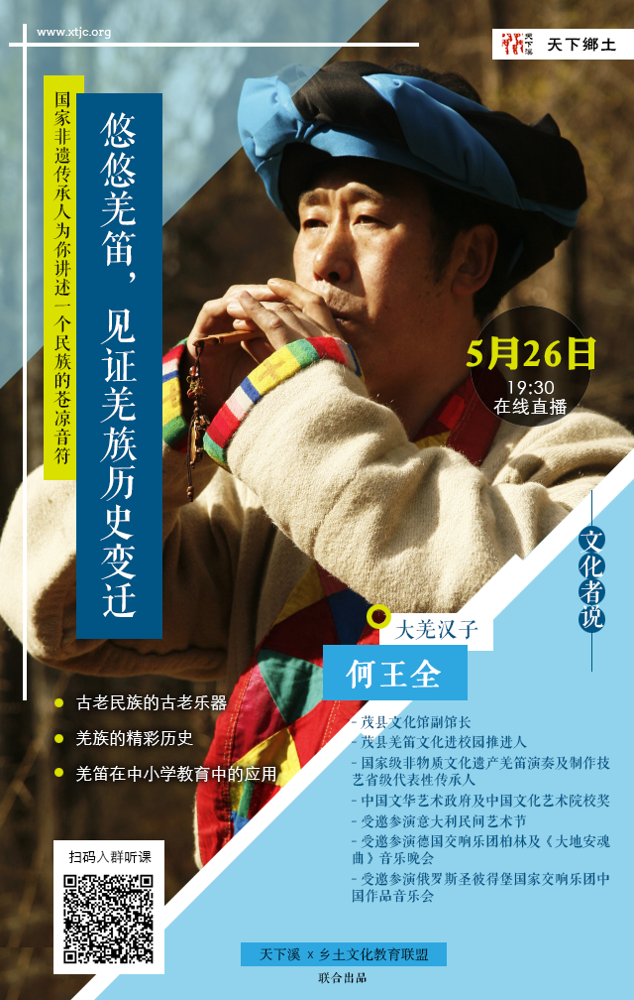 www.xtjc.org
天下溪
天下鄉土
国家非遗传承人为你讲述一个民族的苍凉音符
悠悠羌笛，见证羌族历史变迁
5月26日
19:30
在线直播
文化者说
大羌汉子
何王全
- 茂县文化馆副馆长
- 茂县羌笛文化进校园推进人
- 国家级非物质文化遗产羌笛演奏及制作技
艺省级代表性传承人
- 中国文华艺术政府及中国文化艺术院校奖
- 受邀参演意大利民间艺术节
- 受邀参演德国交响乐团柏林及《大地安魂
曲》音乐晚会
- 受邀参演俄罗斯圣彼得堡国家交响乐团中
国作品音乐会
古老民族的古老乐器
羌族的精彩历史
羌笛在中小学教育中的应用
扫码入群听课
天下溪 x 乡土文化教育联盟
联合出品